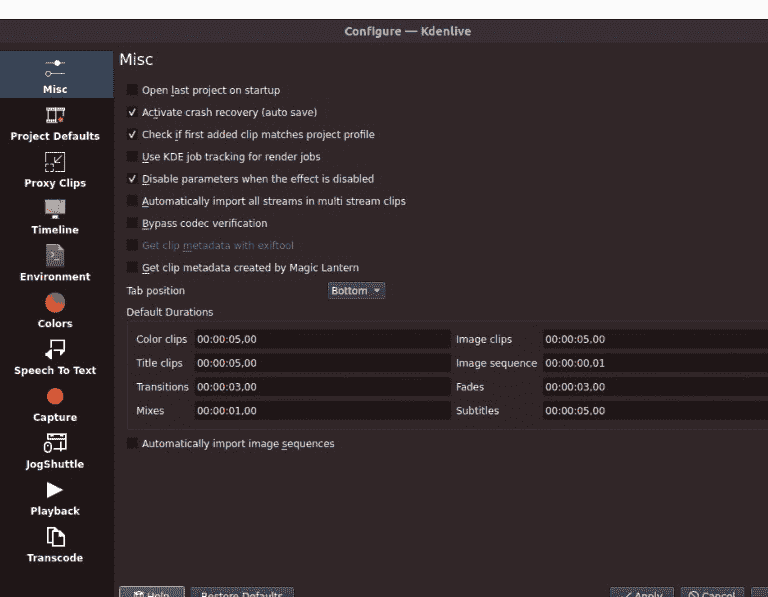 Configure — Kdenlive
Misc
Project Defaults
Proxy Clips
Timeline
Environment
Colors
Speech To Text
Capture
JogShuttle
Playback
Transcode
Misc
Open last project on startup
Activate crash recovery (auto save)
Check if first added clip matches project profile
Use KDE job tracking for render jobs
Disable parameters when the effect is disabled
Automatically import all streams in multi stream clips
Bypass codec verification
Get clip metadata with exiftool
Get clip metadata created by Magic Lantern
Tab position Bottom
Default Durations
Color clips 00:00:05,00 Image clips 00:00:05,00
Title clips 00:00:05,00 Image sequence 00:00:00,01
Transitions 00:00:03,00 Fades 00:00:03,00
Mixes 00:00:01,00 Subtitles 00:00:05,00
Automatically import image sequences
Help Restore Defaults Apply Cancel